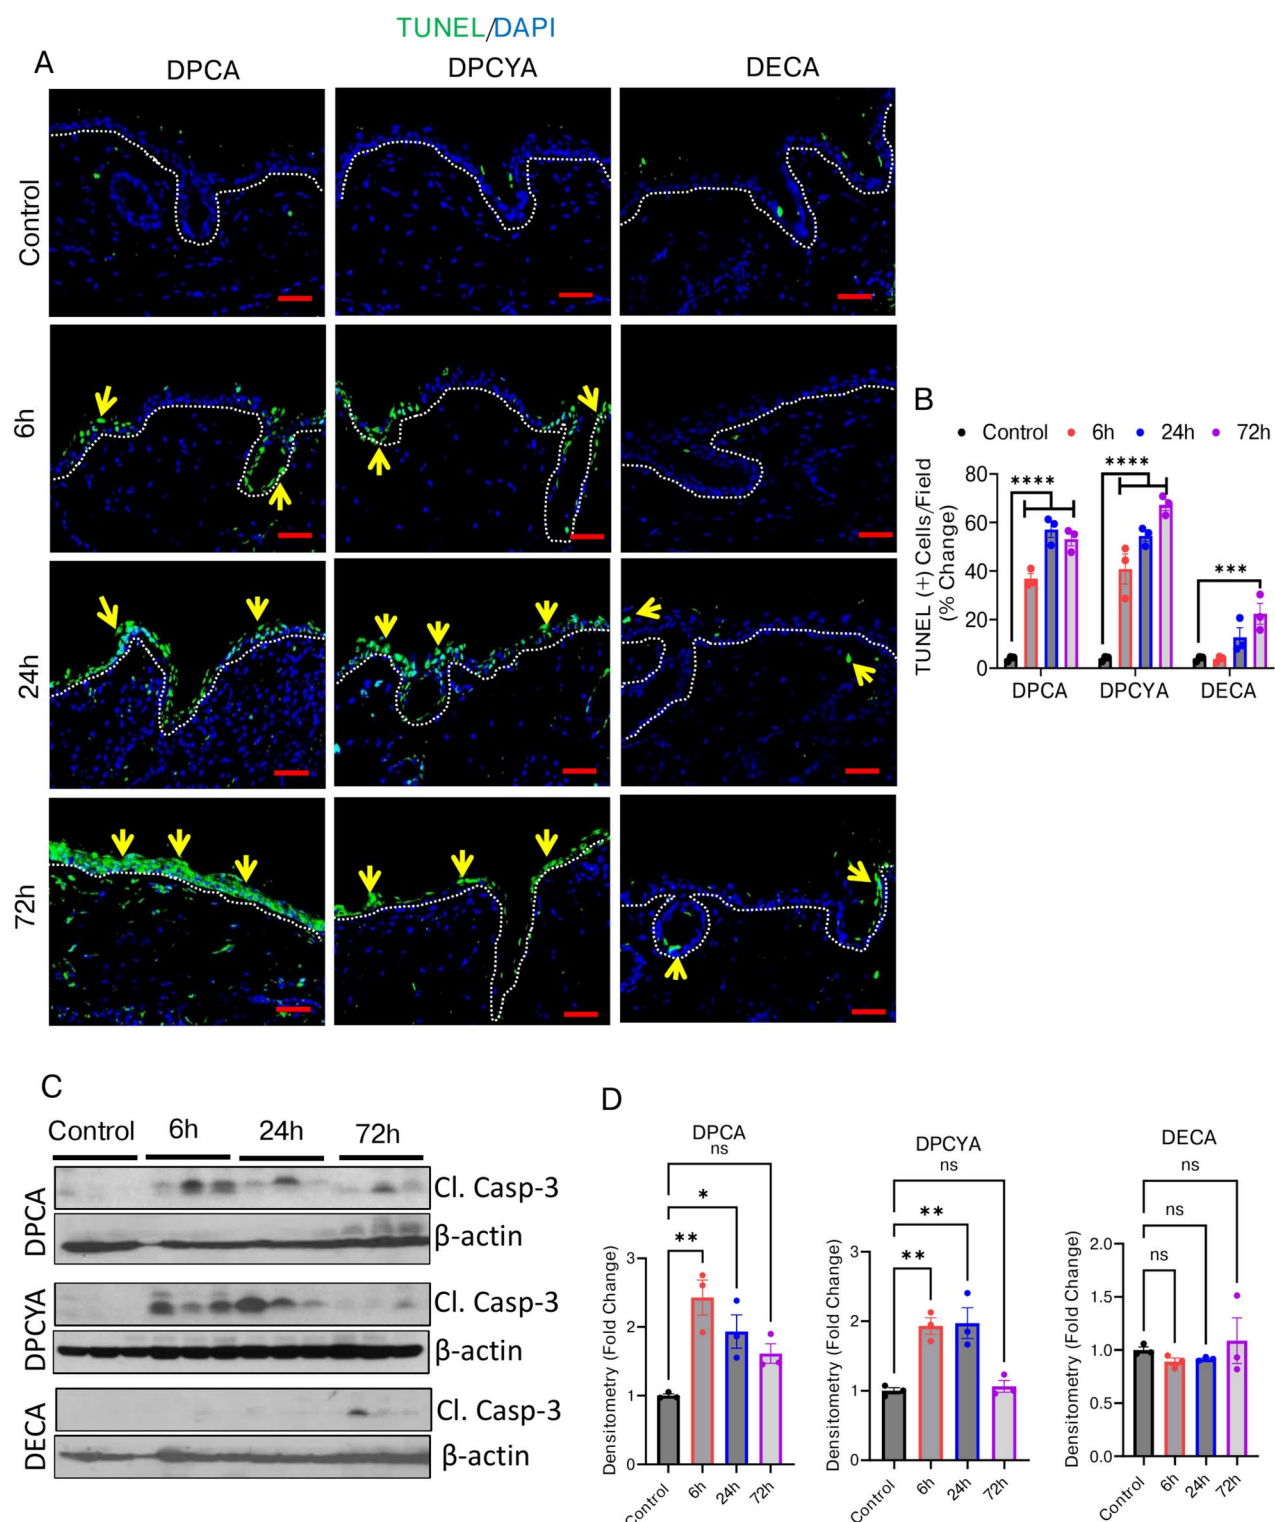 TUNEL/DAPI
A
DPCA DPCYA DECA
Control
6h
24h
72h
B
Control 6h 24h 72h
TUNEL (+) Cells/Field
(% Change)
80
60
40
20
0
**** **** ***
DPCA DPCYA DECA
C
Control 6h 24h 72h
DPCA
Cl. Casp-3
β-actin
DPCYA
Cl. Casp-3
β-actin
DECA
Cl. Casp-3
β-actin
D
DPCA
ns
*
**
Densitometry (Fold Change)
3
2
1
0
Control 6h 24h 72h
DPCYA
ns
**
**
Densitometry (Fold Change)
3
2
1
0
Control 6h 24h 72h
DECA
ns
ns
ns
Densitometry (Fold Change)
2.0
1.5
1.0
0.5
0.0
Control 6h 24h 72h